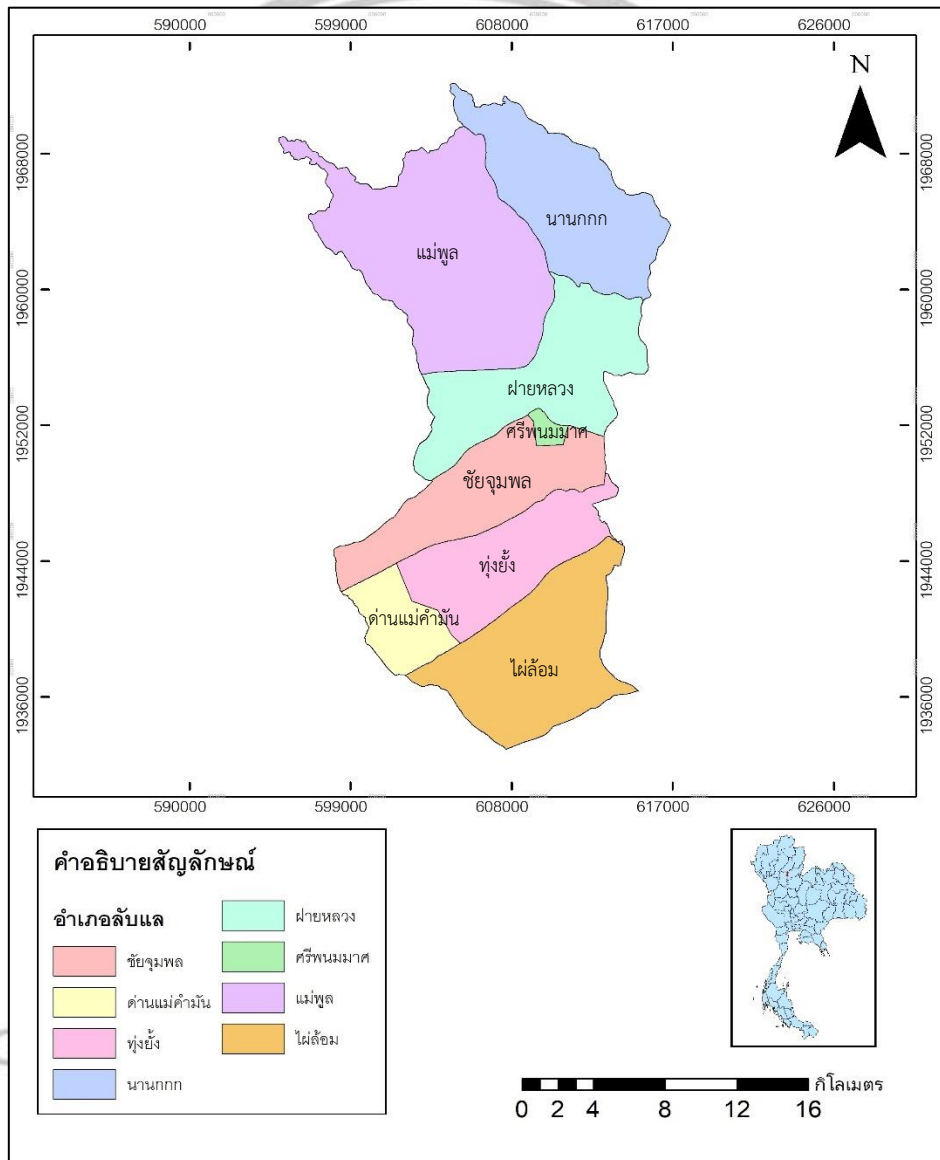 590000 599000 608000 617000 626000
N
1968000 1968000
นานกกก
แม่พูล
1960000 1960000
ฝายหลวง
1952000 1952000
ศรีพนมมาศ
ชัยจุมพล
1944000 1944000
ทุ่งยั้ง
ด่านแม่คำมัน
ไผ่ล้อม
1936000 1936000
590000 599000 608000 617000 626000
คำอธิบายสัญลักษณ์
อำเภอลับแล
ชัยจุมพล
ด่านแม่คำมัน
ทุ่งยั้ง
นานกกก
ฝายหลวง
ศรีพนมมาศ
แม่พูล
ไผ่ล้อม
กิโลเมตร
0 2 4 8 12 16